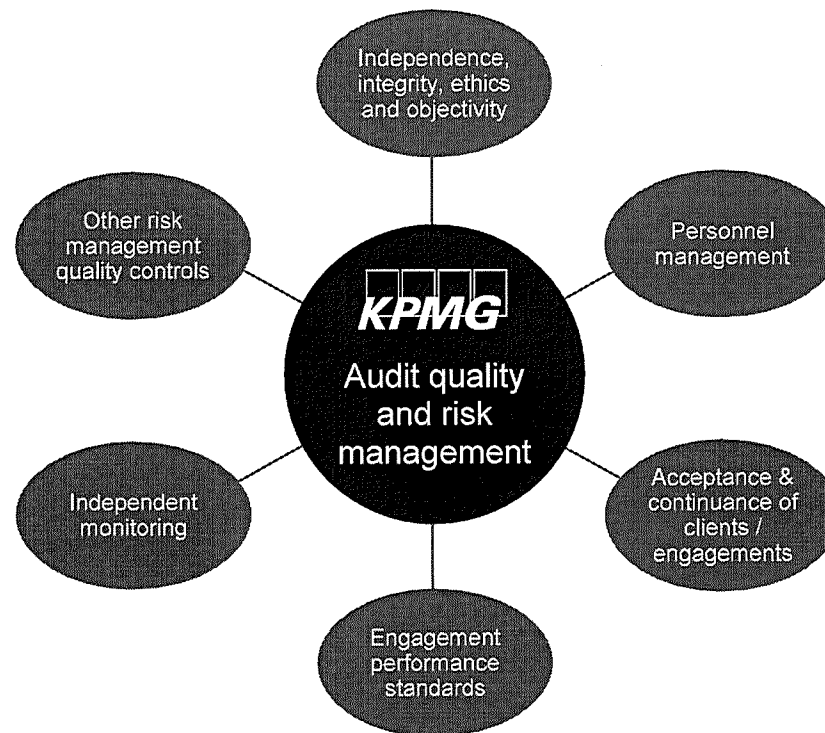 Independence,
integrity, ethics
and objectivity
Other risk
management
quality controls
Personnel
management
KPMG
Audit quality
and risk
management
Independent
monitoring
Acceptance &
continuance of
clients /
engagements
Engagement
performance
standards